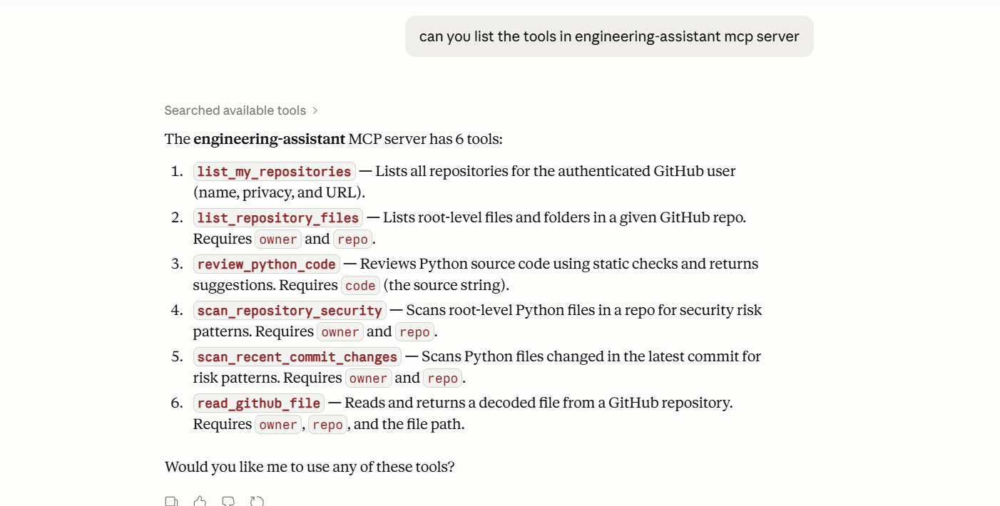 can you list the tools in engineering-assistant mcp server
Searched available tools
The engineering-assistant MCP server has 6 tools:
1. list_my_repositories — Lists all repositories for the authenticated GitHub user
(name, privacy, and URL).
2. list_repository_files — Lists root-level files and folders in a given GitHub repo.
Requires owner and repo.
3. review_python_code — Reviews Python source code using static checks and returns
suggestions. Requires code (the source string).
4. scan_repository_security — Scans root-level Python files in a repo for security risk
patterns. Requires owner and repo.
5. scan_recent_commit_changes — Scans Python files changed in the latest commit for
risk patterns. Requires owner and repo.
6. read_github_file — Reads and returns a decoded file from a GitHub repository.
Requires owner, repo, and the file path.
Would you like me to use any of these tools?